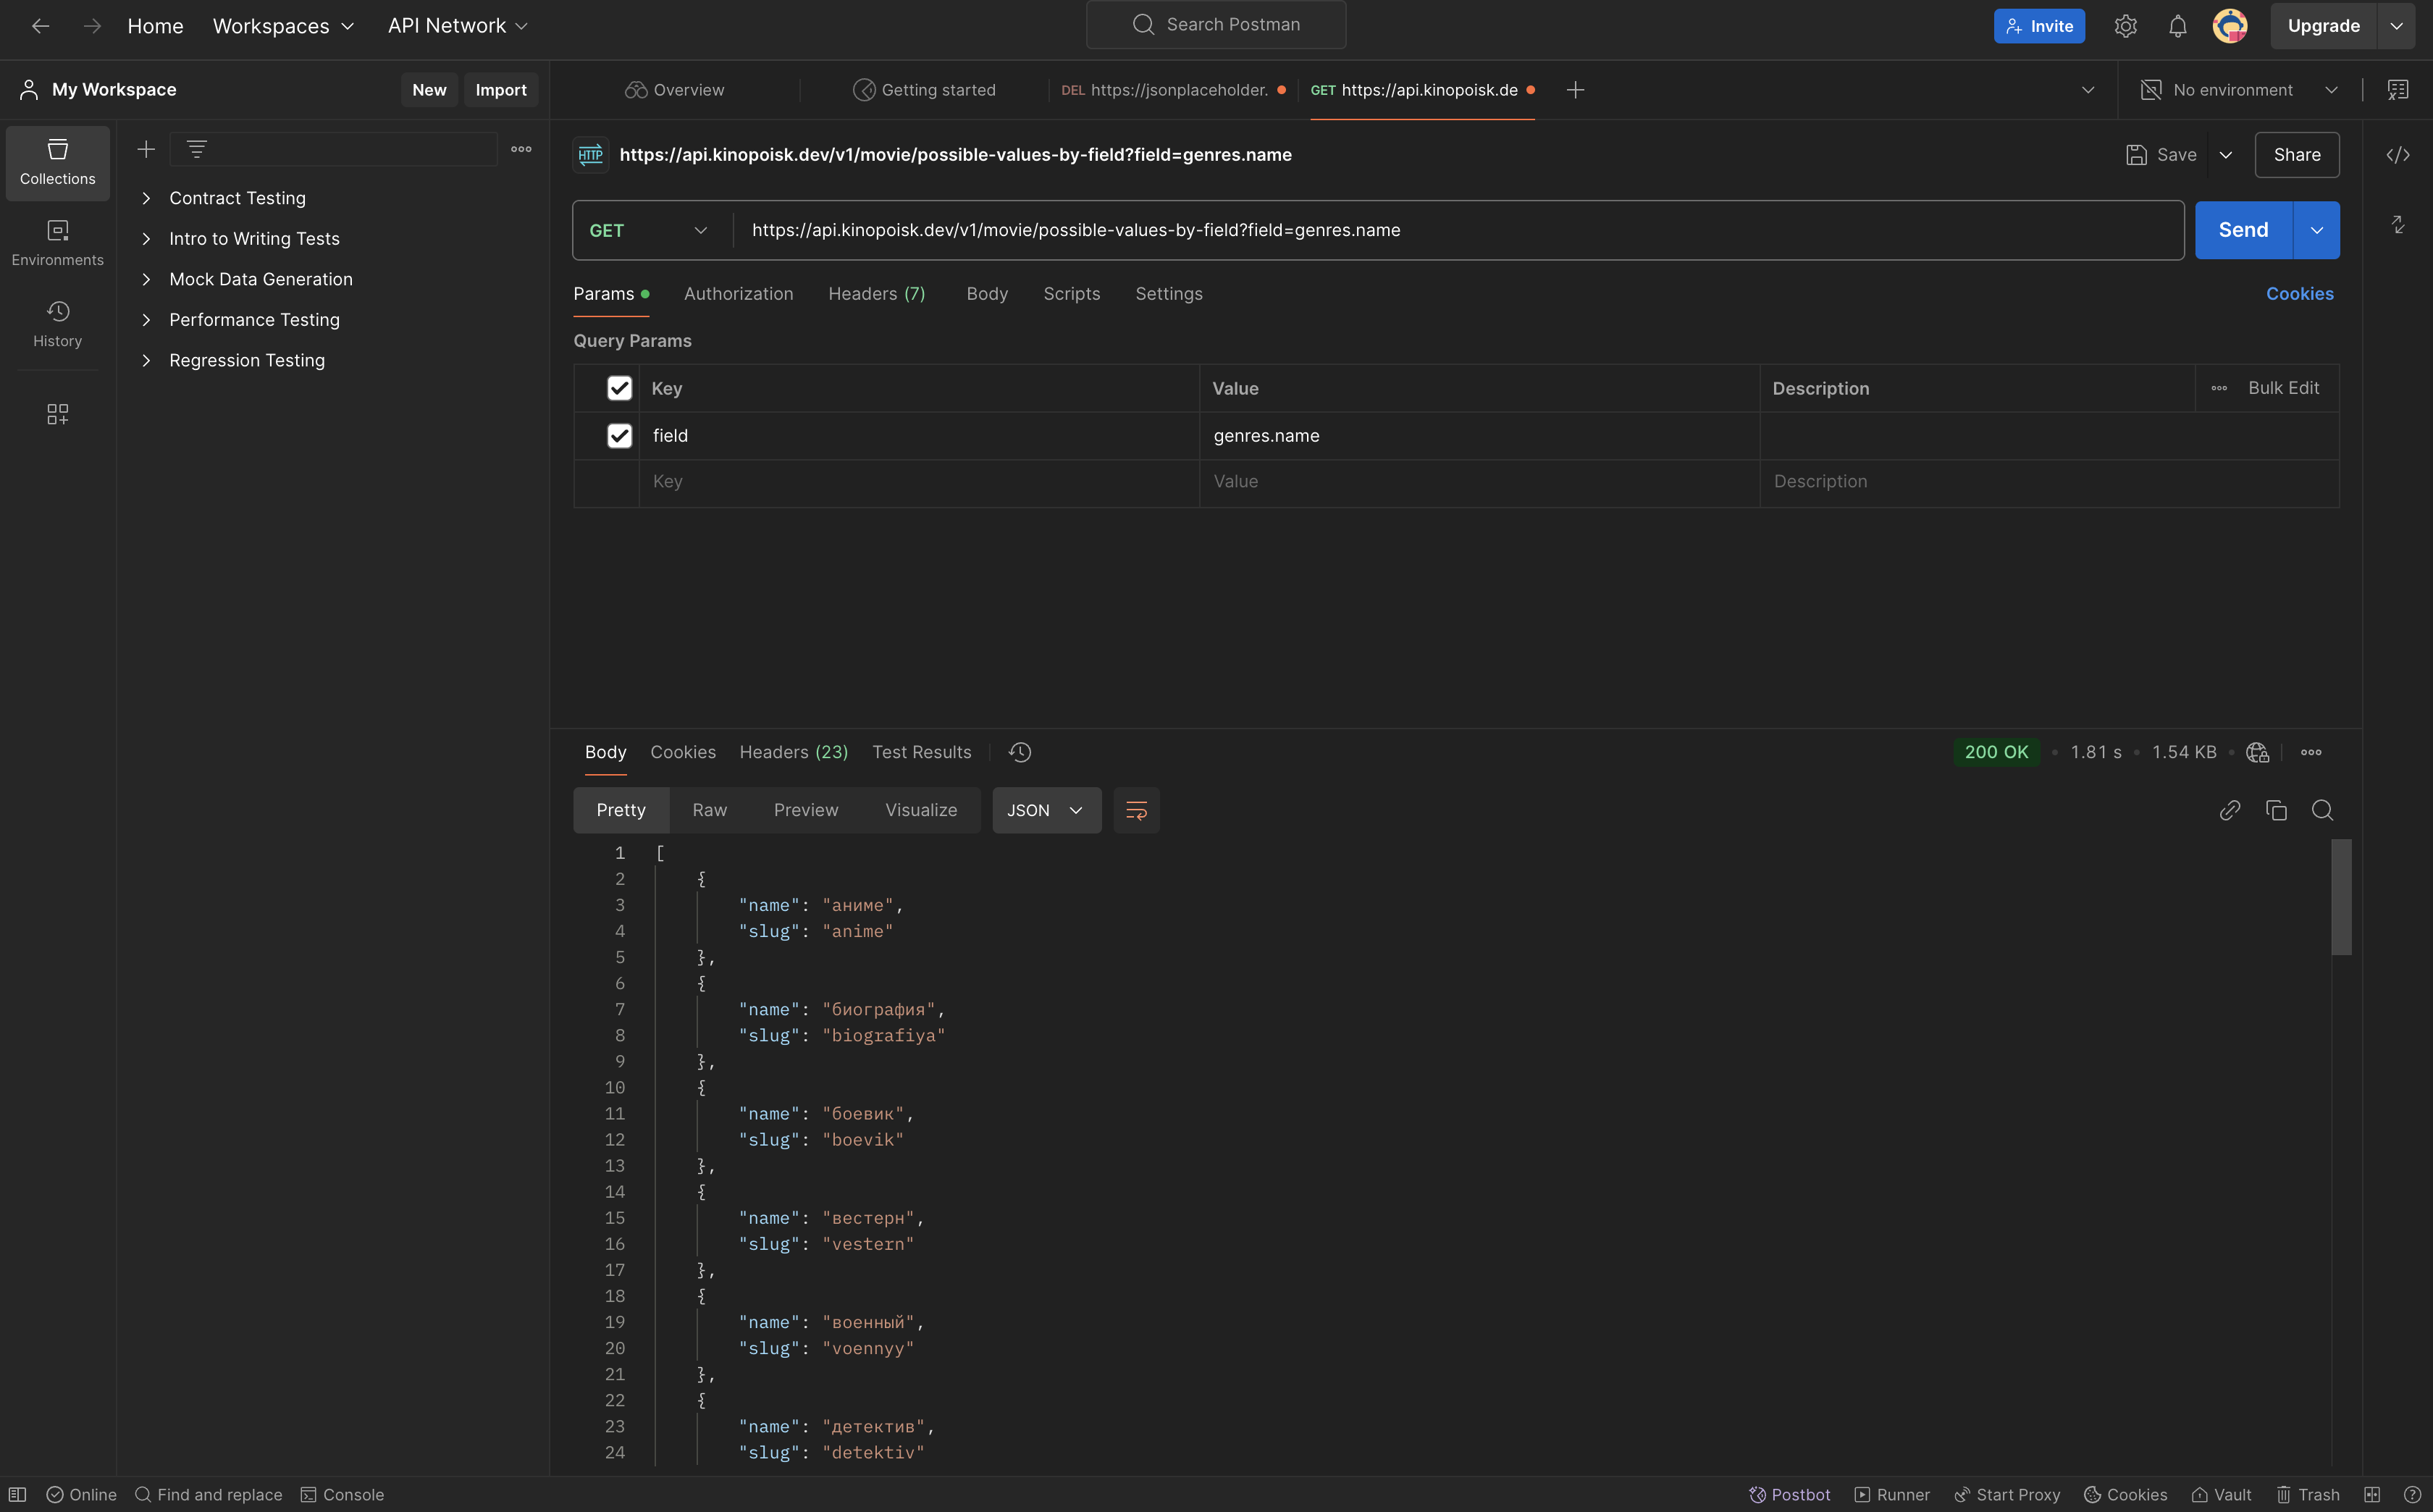 Home Workspaces API Network Search Postman Invite Upgrade
My Workspace New Import Overview Getting started DEL https://jsonplaceholder. GET https://api.kinopoisk.de No environment
Collections
Environments
History
Contract Testing
Intro to Writing Tests
Mock Data Generation
Performance Testing
Regression Testing
HTTP https://api.kinopoisk.dev/v1/movie/possible-values-by-field?field=genres.name Save Share
GET https://api.kinopoisk.dev/v1/movie/possible-values-by-field?field=genres.name Send
Params Authorization Headers (7) Body Scripts Settings Cookies
Query Params
Key Value Description Bulk Edit
field genres.name
Key Value Description
Body Cookies Headers (23) Test Results 200 OK 1.81 s 1.54 KB
Pretty Raw Preview Visualize JSON
1 [
2 {
3 "name": "аниме",
4 "slug": "anime"
5 },
6 {
7 "name": "биография",
8 "slug": "biografiya"
9 },
10 {
11 "name": "боевик",
12 "slug": "boevik"
13 },
14 {
15 "name": "вестерн",
16 "slug": "vestern"
17 },
18 {
19 "name": "военный",
20 "slug": "voennyy"
21 },
22 {
23 "name": "детектив",
24 "slug": "detektiv"
Online Find and replace Console Postbot Runner Start Proxy Cookies Vault Trash